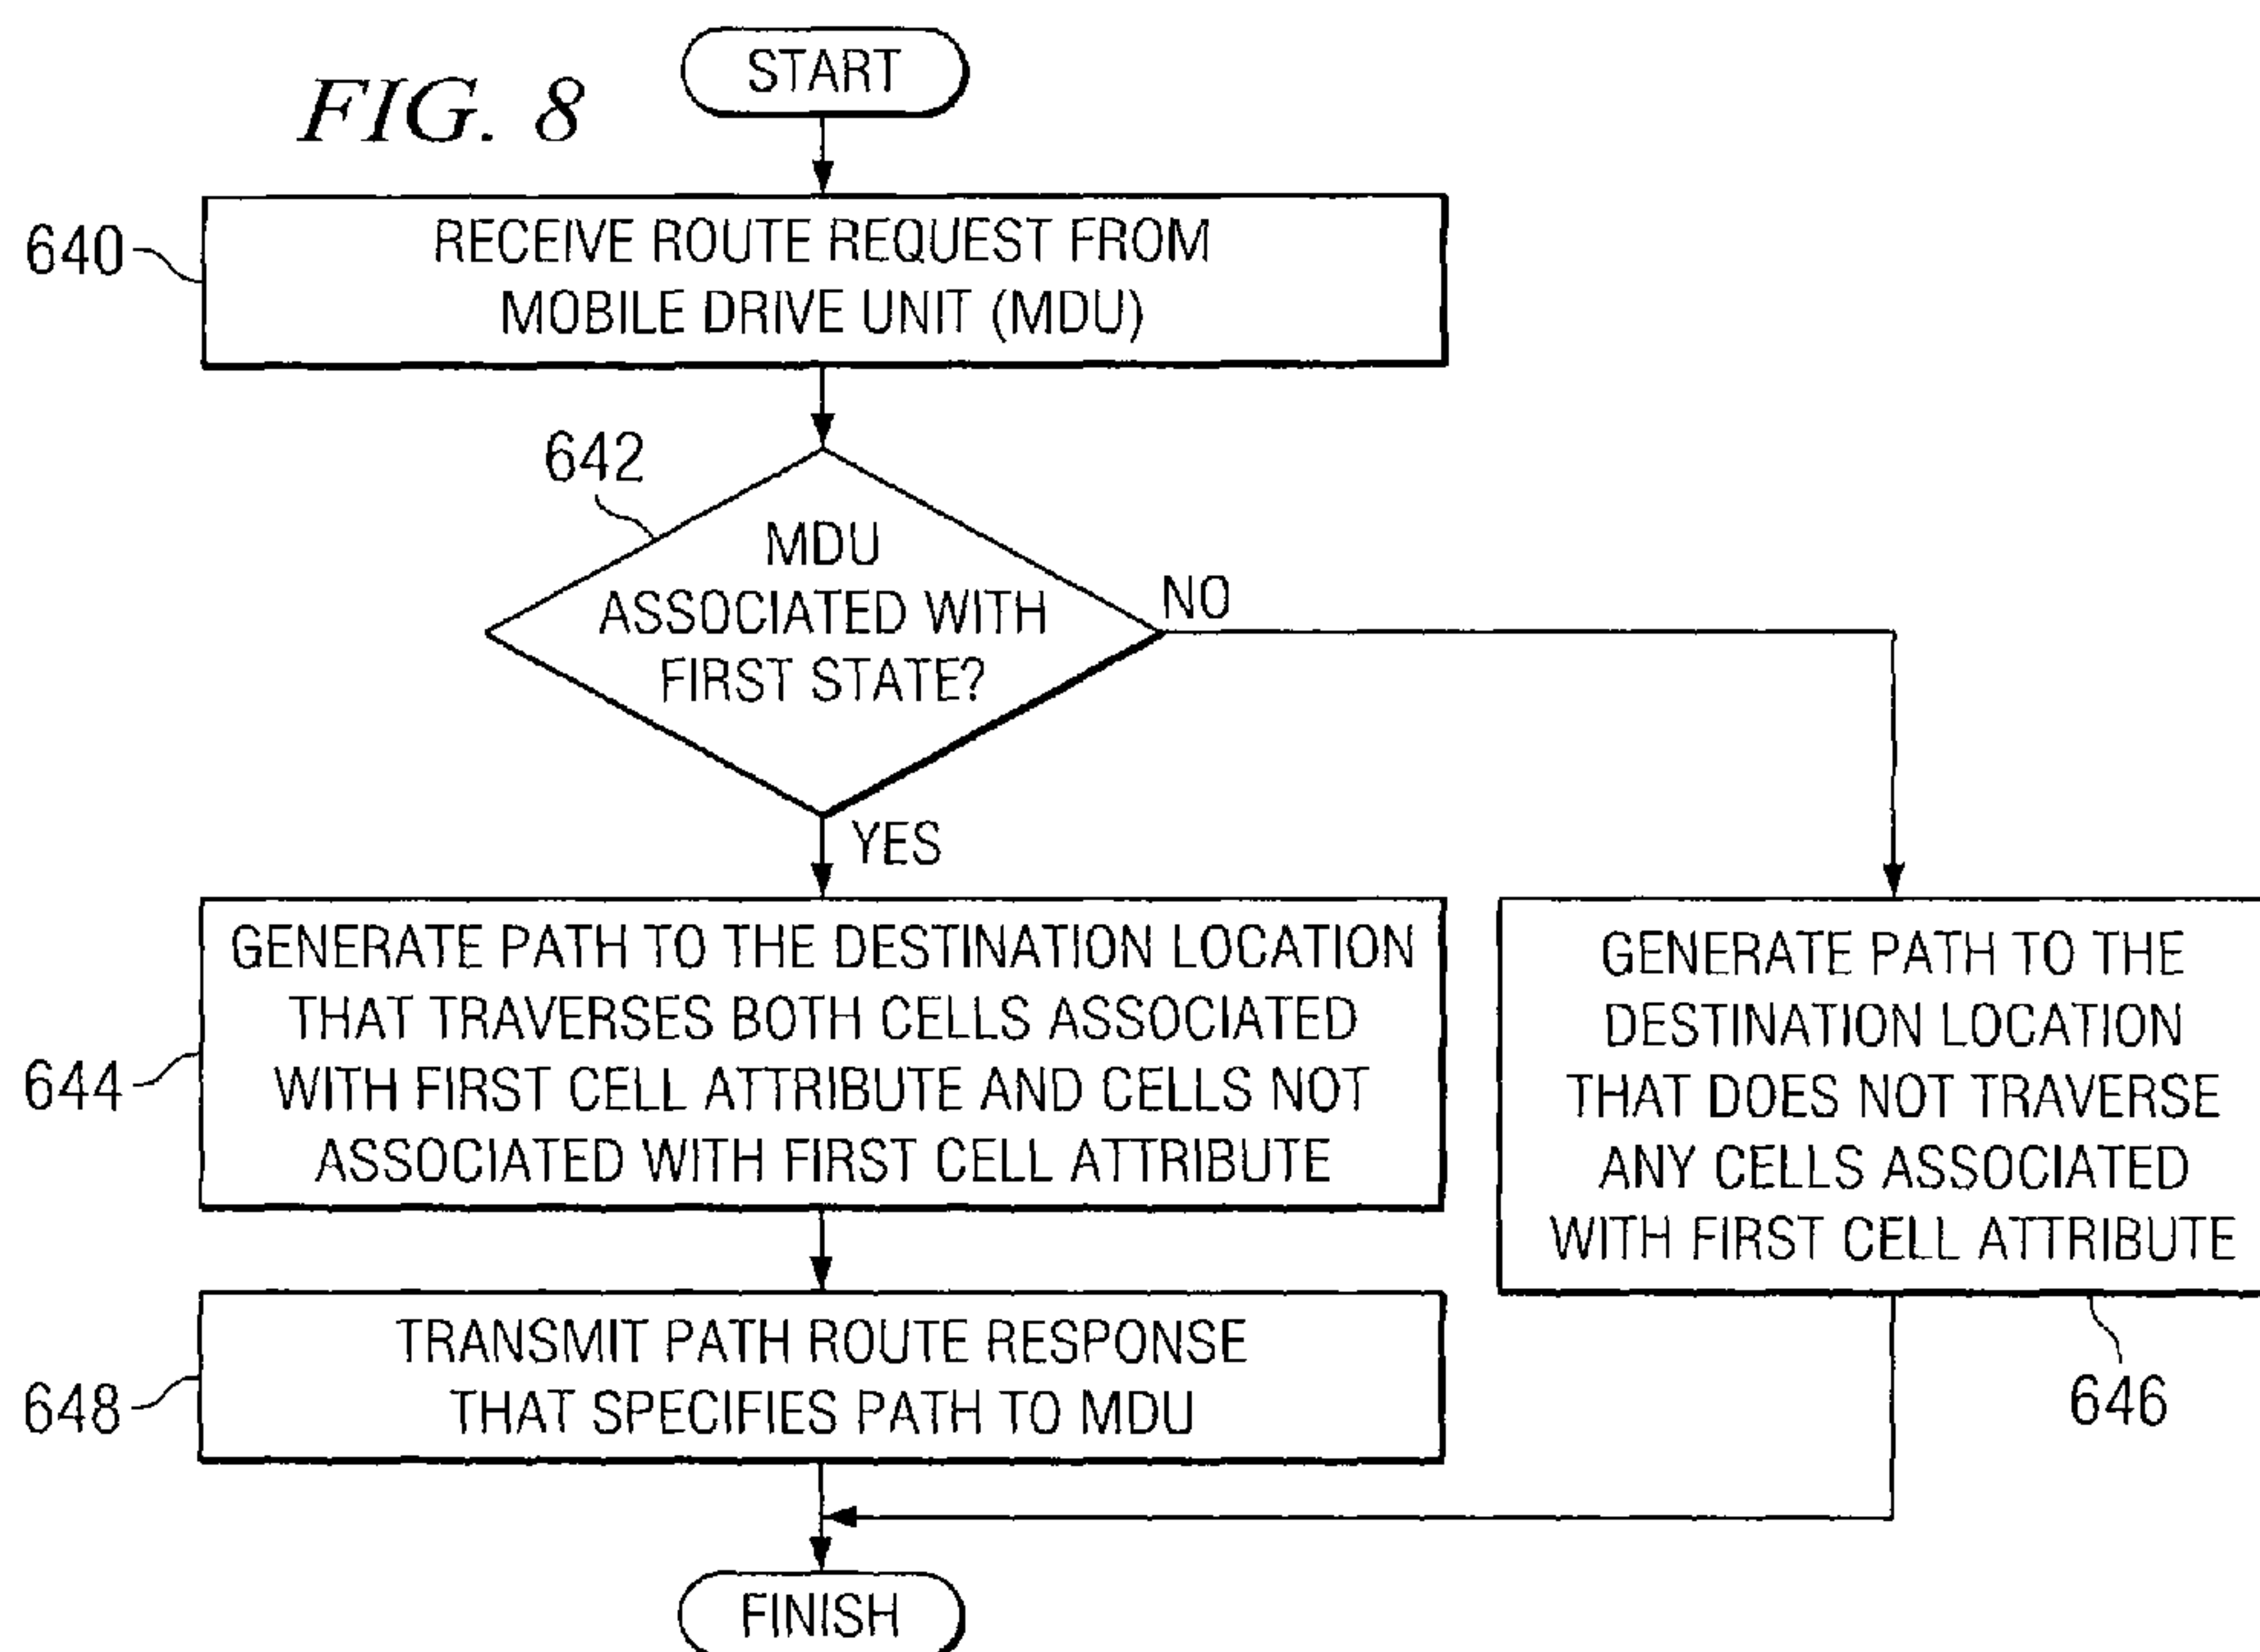 FIG. 8
START
640
RECEIVE ROUTE REQUEST FROM
MOBILE DRIVE UNIT (MDU)
642
MDU
ASSOCIATED WITH
FIRST STATE?
NO
YES
644
GENERATE PATH TO THE DESTINATION LOCATION
THAT TRAVERSES BOTH CELLS ASSOCIATED
WITH FIRST CELL ATTRIBUTE AND CELLS NOT
ASSOCIATED WITH FIRST CELL ATTRIBUTE
GENERATE PATH TO THE
DESTINATION LOCATION
THAT DOES NOT TRAVERSE
ANY CELLS ASSOCIATED
WITH FIRST CELL ATTRIBUTE
646
648
TRANSMIT PATH ROUTE RESPONSE
THAT SPECIFIES PATH TO MDU
FINISH